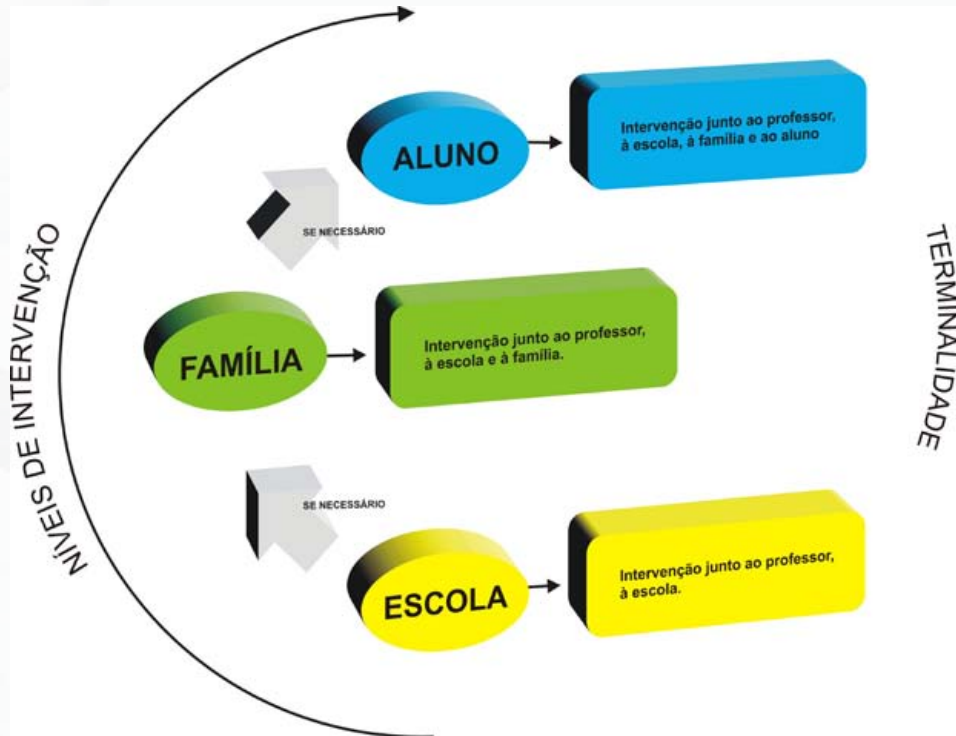 ALUNO
Intervenção junto ao professor,
à escola, à família e ao aluno
SE NECESSÁRIO
NÍVEIS DE INTERVENÇÃO
TERMINALIDADE
FAMÍLIA
Intervenção junto ao professor,
à escola e à família.
SE NECESSÁRIO
ESCOLA
Intervenção junto ao professor,
à escola.